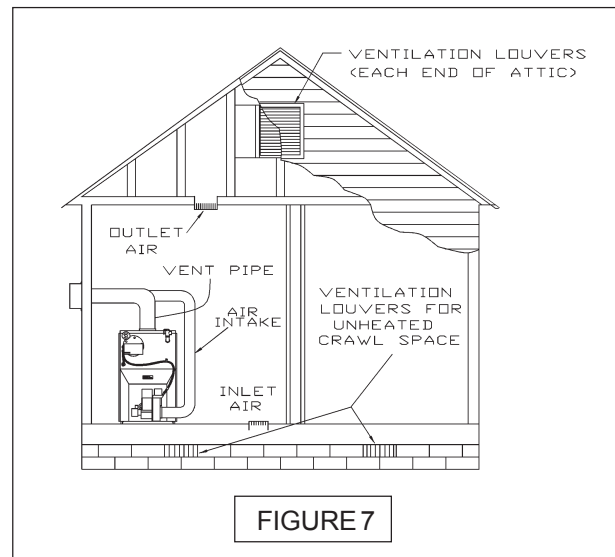 VENTILATION LOUVERS
(EACH END OF ATTIC)
OUTLET
AIR
VENT PIPE
AIR
INTAKE
VENTILATION
LOUVERS FOR
UNHEATED
CRAWL SPACE
INLET
AIR
FIGURE 7